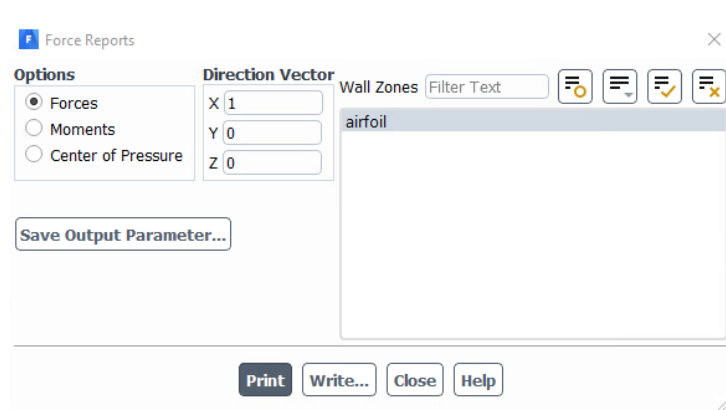 F Force Reports
Options
Forces
Moments
Center of Pressure
Direction Vector
X 1
Y 0
Z 0
Wall Zones Filter Text
airfoil
Save Output Parameter...
Print Write... Close Help